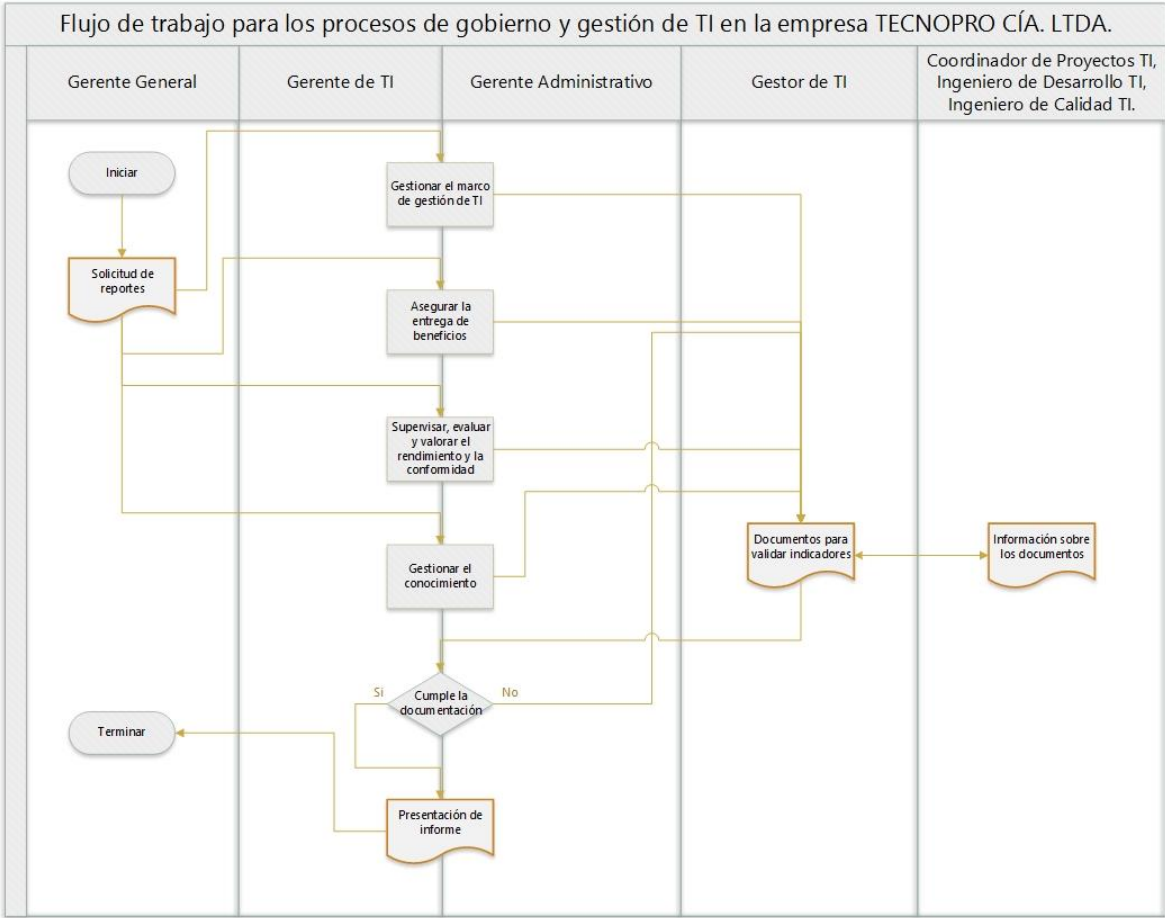 Flujo de trabajo para los procesos de gobierno y gestión de TI en la empresa TECNOPRO CÍA. LTDA.
Gerente General
Gerente de TI
Gerente Administrativo
Gestor de TI
Coordinador de Proyectos TI,
Ingeniero de Desarrollo TI,
Ingeniero de Calidad TI.
Iniciar
Gestionar el marco
de gestión de TI
Solicitud de
reportes
Asegurar la
entrega de
beneficios
Supervisar, evaluar
y valorar el
rendimiento y la
conformidad
Documentos para
validar indicadores
Información sobre
los documentos
Gestionar el
conocimiento
Si
Cumple la
documentación
No
Terminar
Presentación de
informe